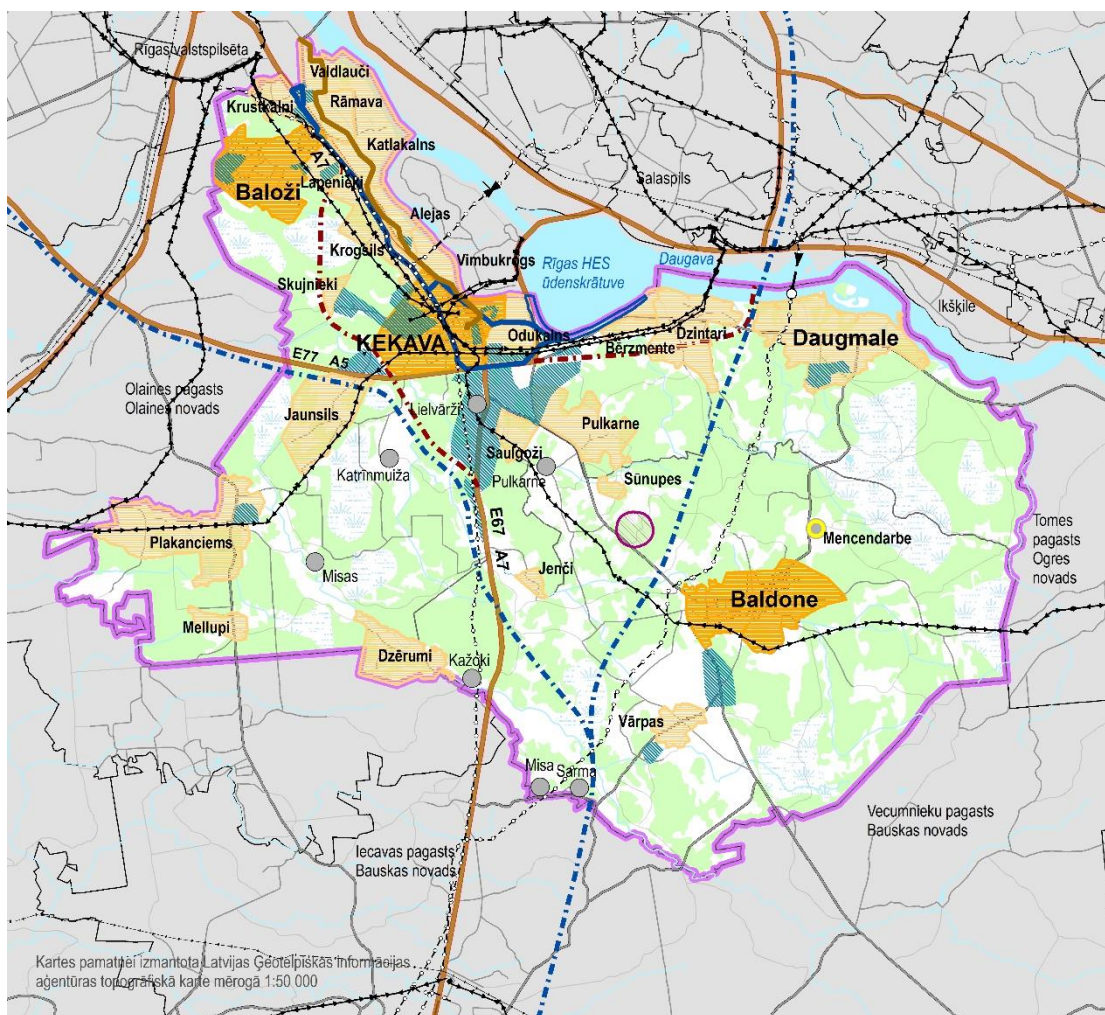 Rīgas valstspilsēta
Valdlauči
Krustkalni
Rāmava
Katlakalns
A7
Lapenieki
Baloži
Alejas
Salaspils
Krogsils
Vimbukrogs
Rīgas HES
ūdenskrātuve
Daugava
Skujnieki
Ikšķile
Odukalns
Dzintari
ĶEKAVA
Bērzmente
Daugmale
E77 A5
Olaines pagasts
Olaines novads
Jaunsils
Lielvārži
Pulkarne
Saulgoži
Katrīnmuiža
Pulkarne
Sūnupes
E67 A7
Plakanciems
Mencendarbe
Tomes
pagasts
Ogres
novads
Misas
Jenči
Baldone
Mellupi
Dzērumi
Kažoki
Vārpas
Misa
Sarma
Vecumnieku pagasts
Bauskas novads
Iecavas pagasts
Bauskas novads
Kartes pamatnei izmantota Latvijas Ģeotelpiskās informācijas
aģentūras topogrāfiskā karte mērogā 1:50 000